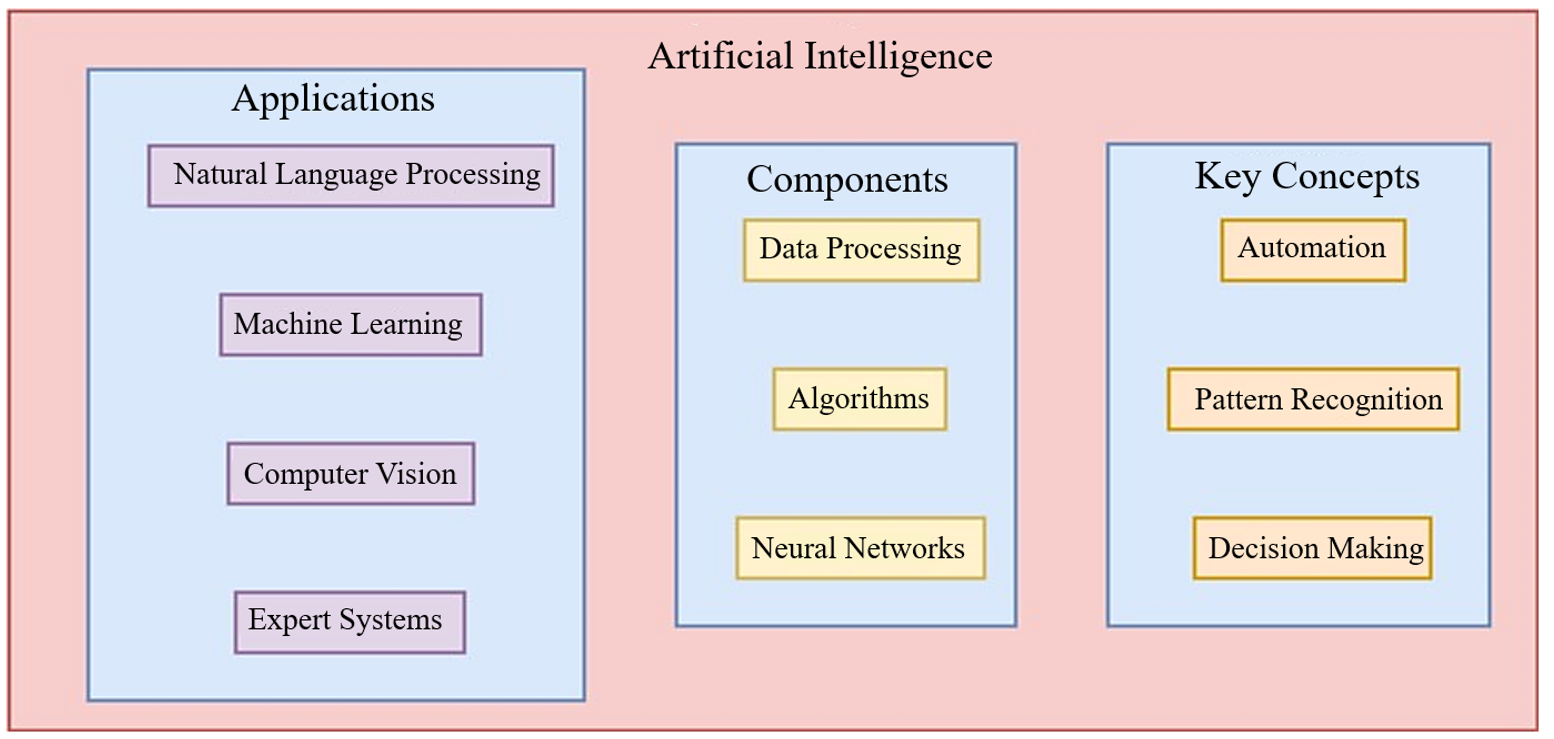 Artificial Intelligence
Applications
Natural Language Processing
Machine Learning
Computer Vision
Expert Systems
Components
Data Processing
Algorithms
Neural Networks
Key Concepts
Automation
Pattern Recognition
Decision Making